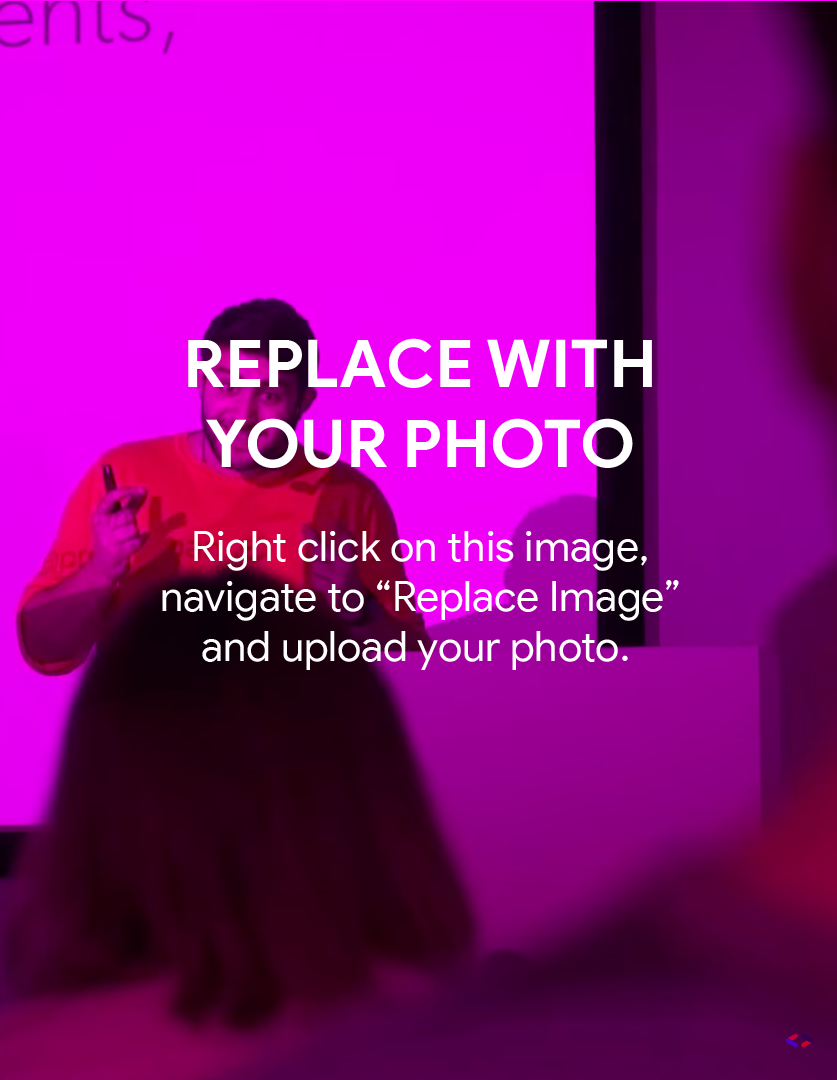 ents,
REPLACE WITH
YOUR PHOTO
Right click on this image,
navigate to “Replace Image”
and upload your photo.